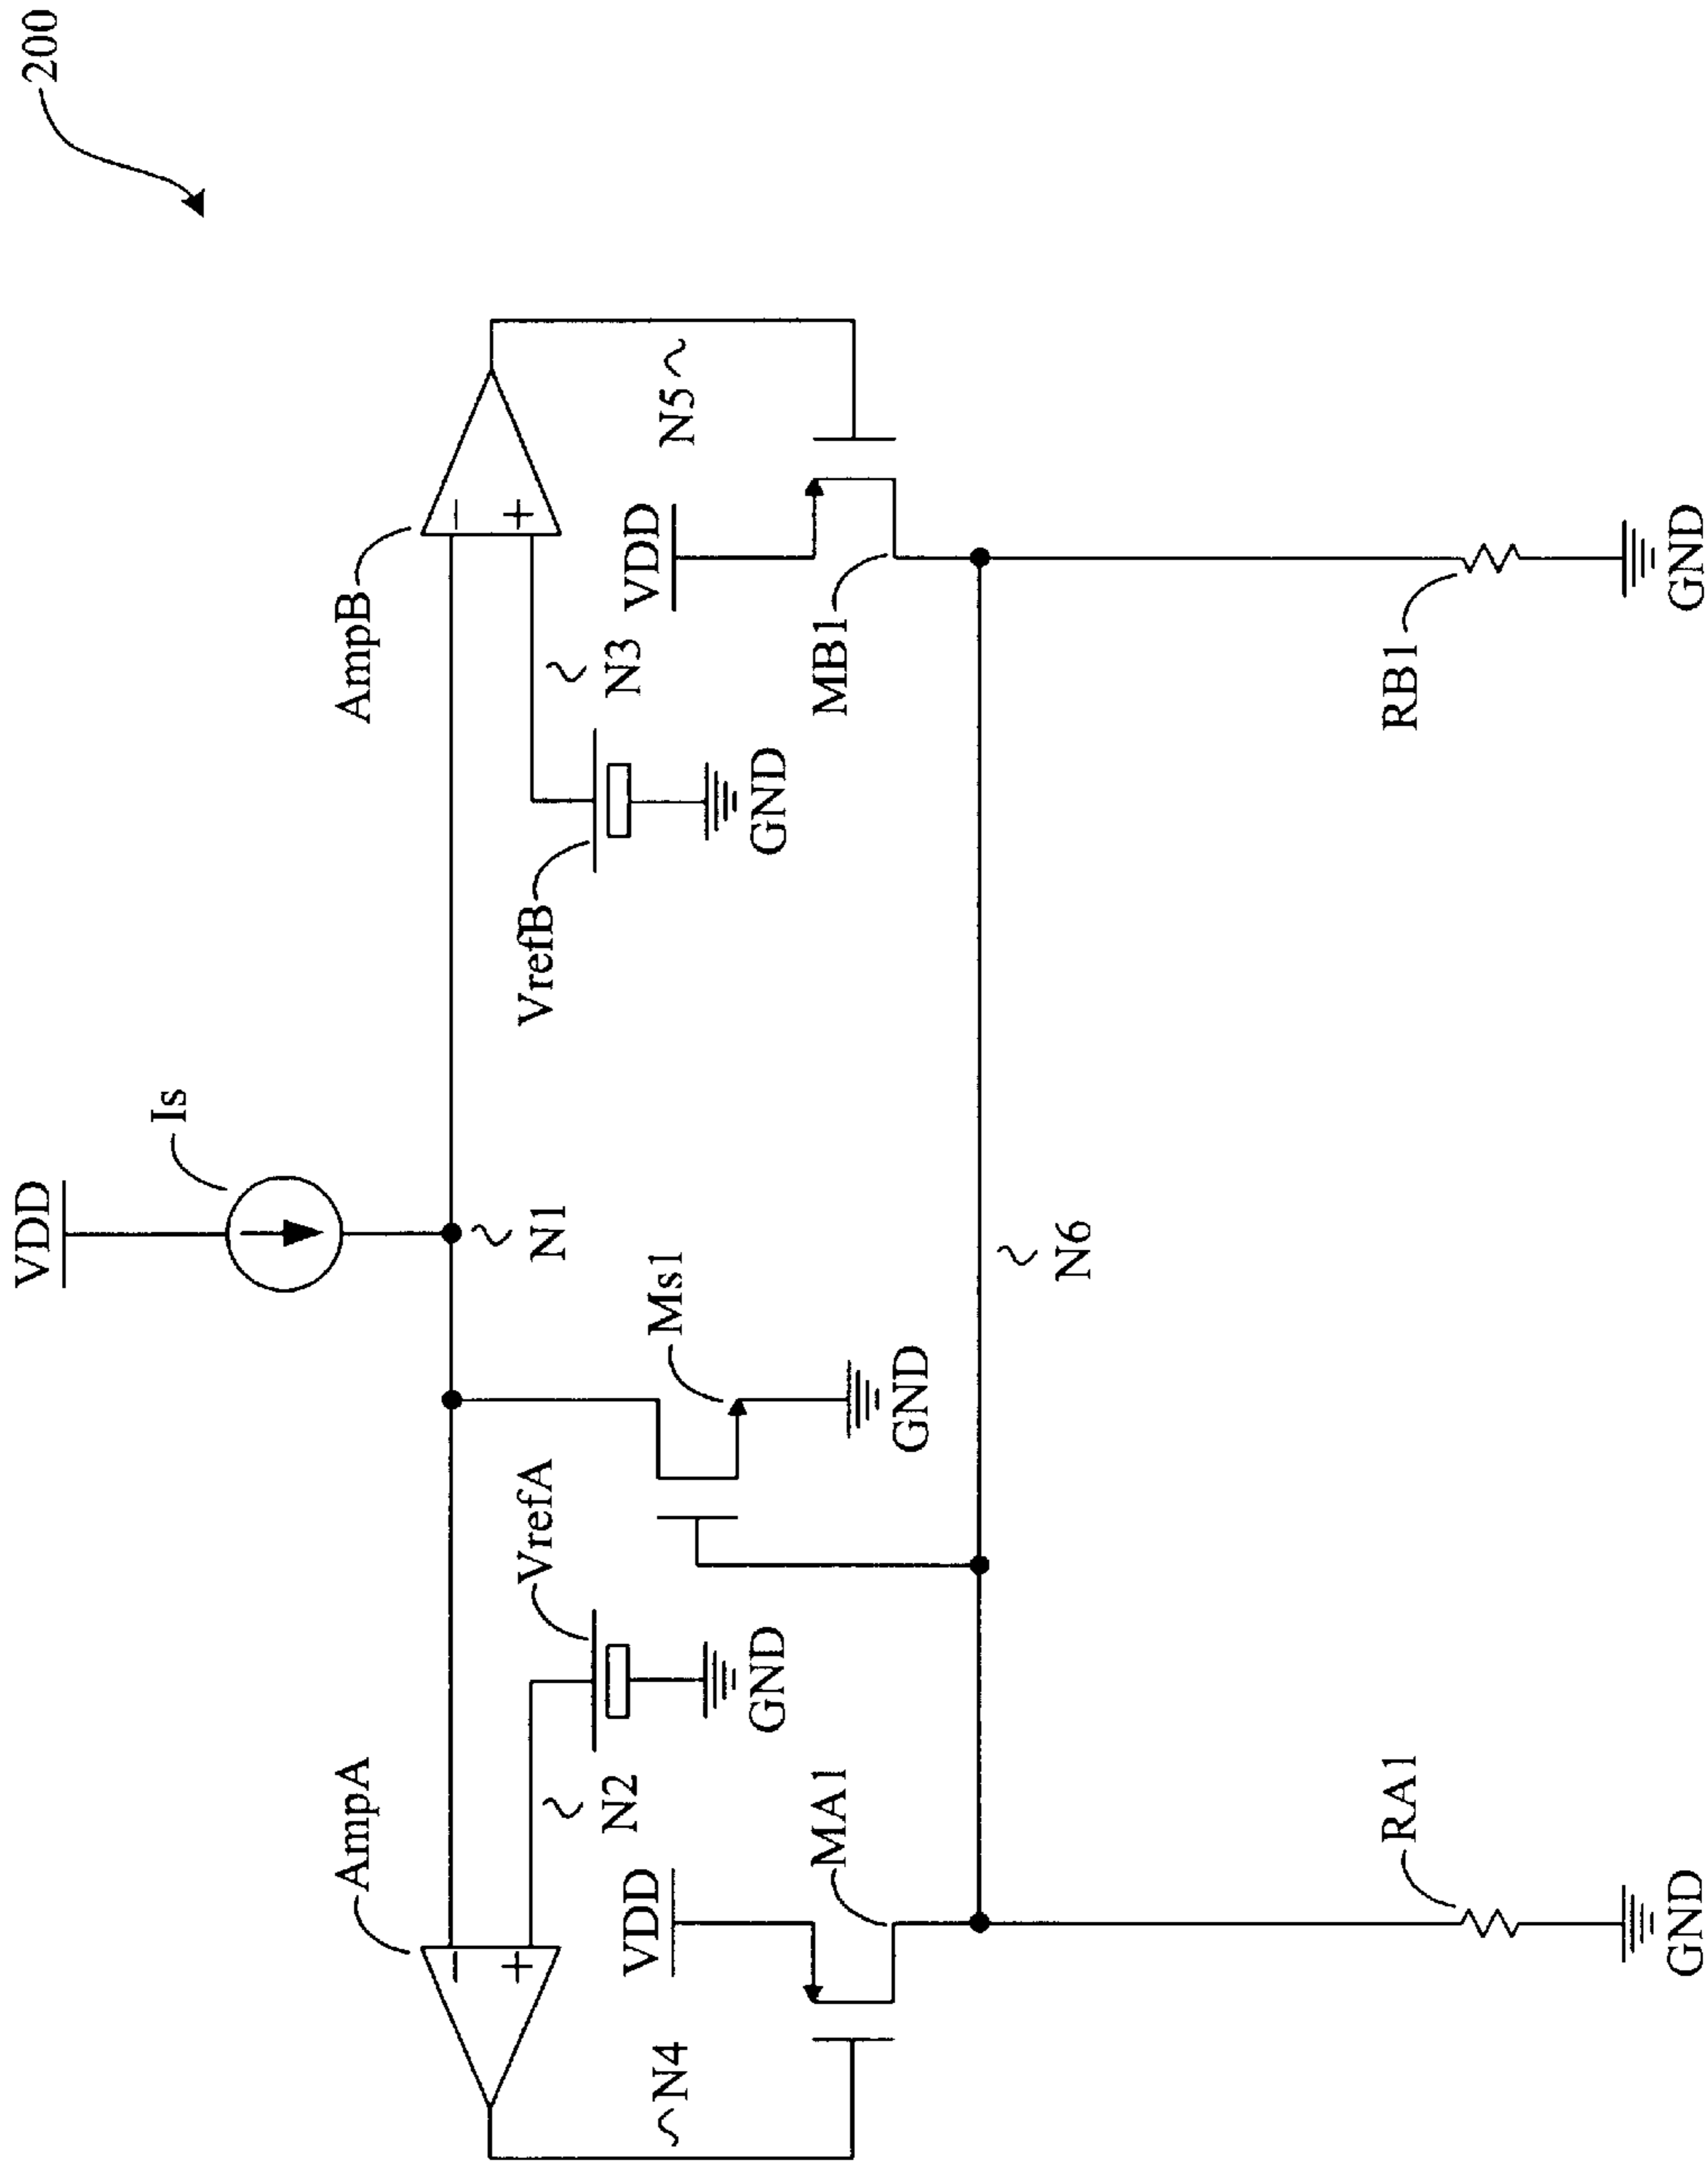 200
VDD
Is
N1
AmpA
AmpB
VrefA
VrefB
N2
N3
Ms1
N4
N5
VDD
VDD
GND
GND
GND
MA1
MB1
N6
RA1
RB1
GND
GND